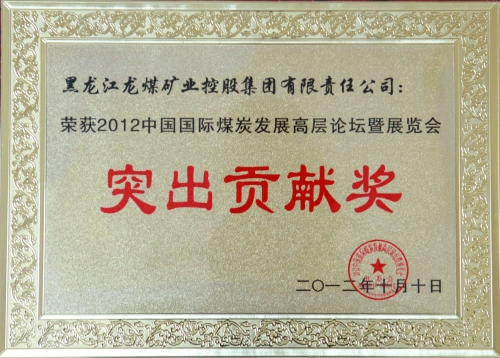 黑龙江龙煤矿业控股集团有限责任公司：
荣获2012中国国际煤炭发展高层论坛暨展览会
突出贡献奖
二〇一二年十月十日